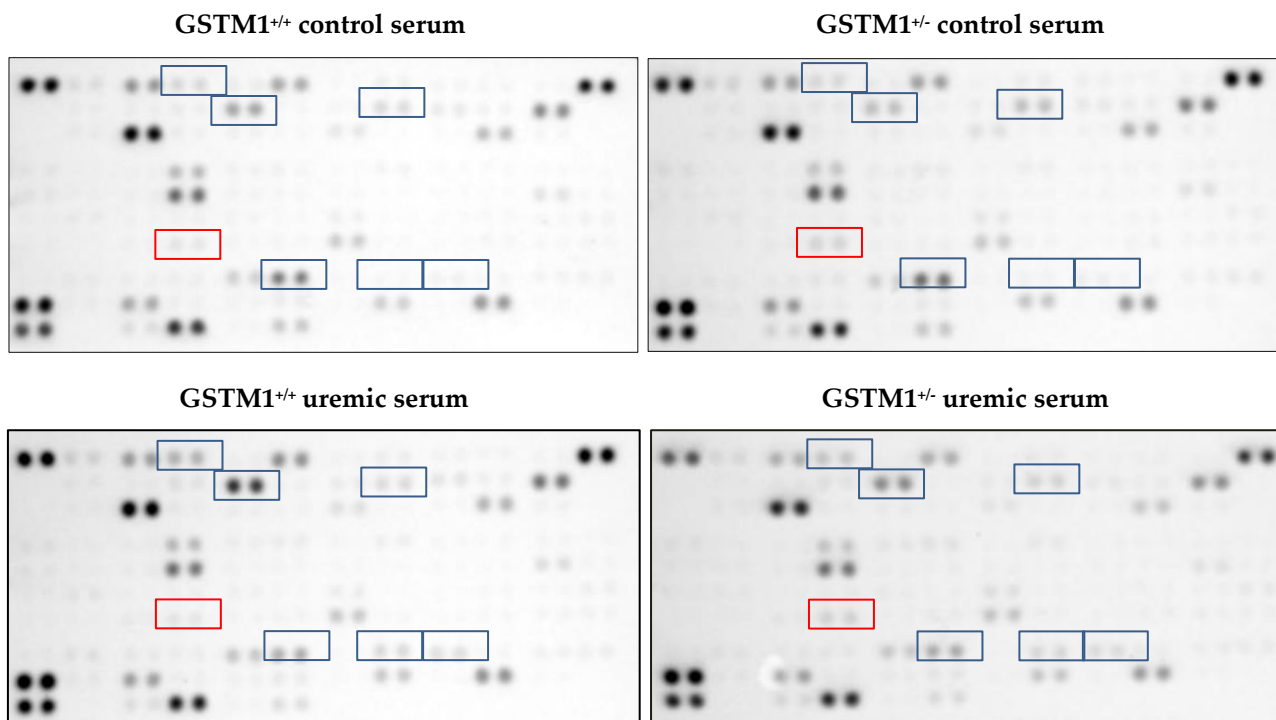 GSTM1+/+ control serum
GSTM1+/- control serum
GSTM1+/+ uremic serum
GSTM1+/- uremic serum